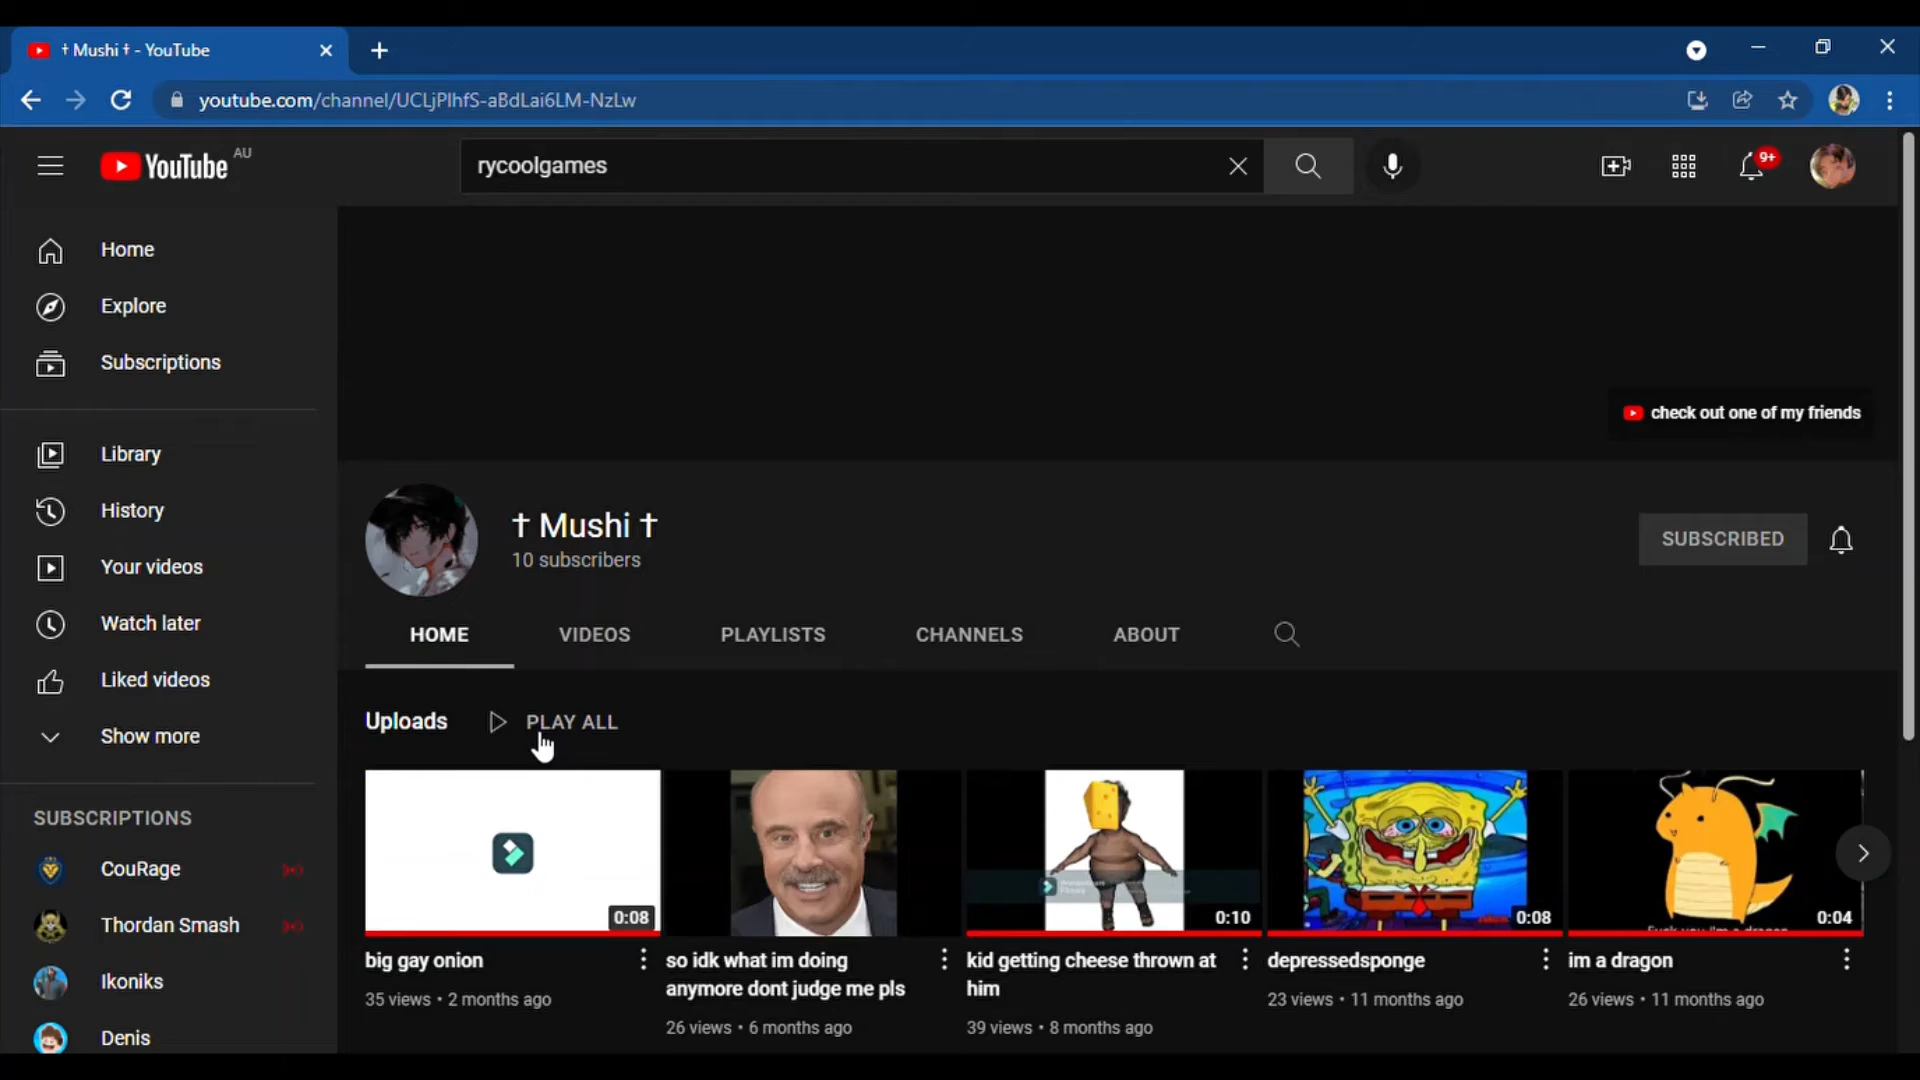 † Mushi † - YouTube
youtube.com/channel/UCLjPlhfS-aBdLai6LM-NzLw
YouTube AU
rycoolgames
9+
Home
Explore
Subscriptions
Library
History
Your videos
Watch later
Liked videos
Show more
SUBSCRIPTIONS
CouRage
Thordan Smash
Ikoniks
Denis
check out one of my friends
† Mushi †
10 subscribers
SUBSCRIBED
HOME VIDEOS PLAYLISTS CHANNELS ABOUT
Uploads PLAY ALL
0:08
big gay onion
35 views • 2 months ago
so idk what im doing
anymore dont judge me pls
26 views • 6 months ago
0:10
kid getting cheese thrown at
him
39 views • 8 months ago
0:08
depressedsponge
23 views • 11 months ago
0:04
im a dragon
26 views • 11 months ago